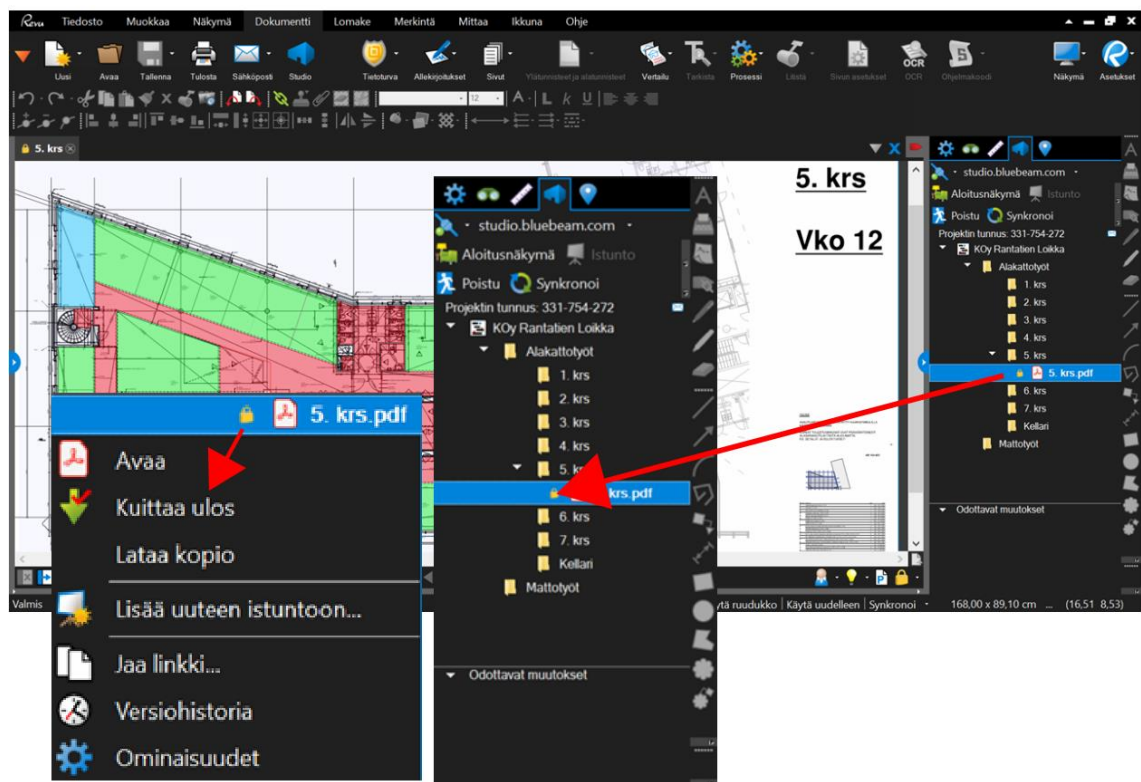 Revu Tiedosto Muokkaa Näkymä Dokumentti Lomake Merkintä Mittaa Ikkuna Ohje
Uusi Avaa Tallenna Tulosta Sähköposti Studio Tietoturva Allekirjoitukset Sivut Ylätunnisteet ja alatunnisteet Vertailu Tarkista Prosessi Litistä Sivun asetukset OCR Ohjelmakoodi Näkymä Asetukset
12 A L k U
5. krs
5. krs
Vko 12
studio.bluebeam.com
Aloitusnäkymä Istunto
Poistu Synkronoi
Projektin tunnus: 331-754-272
KOy Rantatien Loikka
Alakattotyöt
1. krs
2. krs
3. krs
4. krs
5. krs
5. krs.pdf
6. krs
7. krs
Kellari
Mattotyöt
Odottavat muutokset
studio.bluebeam.com
Aloitusnäkymä Istunto
Poistu Synkronoi
Projektin tunnus: 331-754-272
KOy Rantatien Loikka
Alakattotyöt
1. krs
2. krs
3. krs
4. krs
5. krs
krs.pdf
6. krs
7. krs
Kellari
Mattotyöt
Odottavat muutokset
5. krs.pdf
Avaa
Kuittaa ulos
Lataa kopio
Lisää uuteen istuntoon...
Jaa linkki...
Versiohistoria
Ominaisuudet
Valmis
ruudukko Käytä uudelleen Synkronoi 168,00 x 89,10 cm (16,51 8,53)